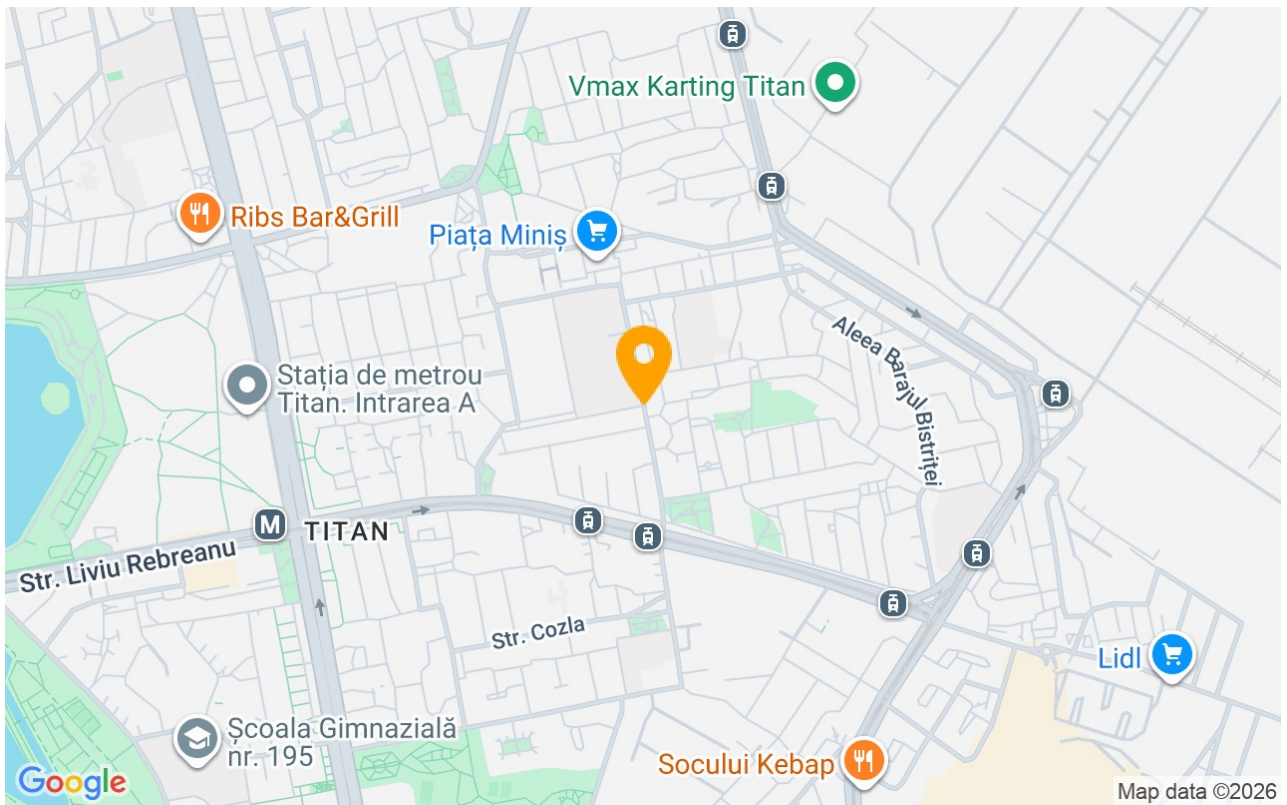 Vmax Karting Titan
Ribs Bar&Grill
Piața Miniș
Aleea Barajul Bistriței
Stația de metrou
Titan. Intrarea A
M
TITAN
Str. Liviu Rebreanu
Str. Cozla
Lidl
Școala Gimnazială
nr. 195
Socului Kebap
Google
Map data ©2026